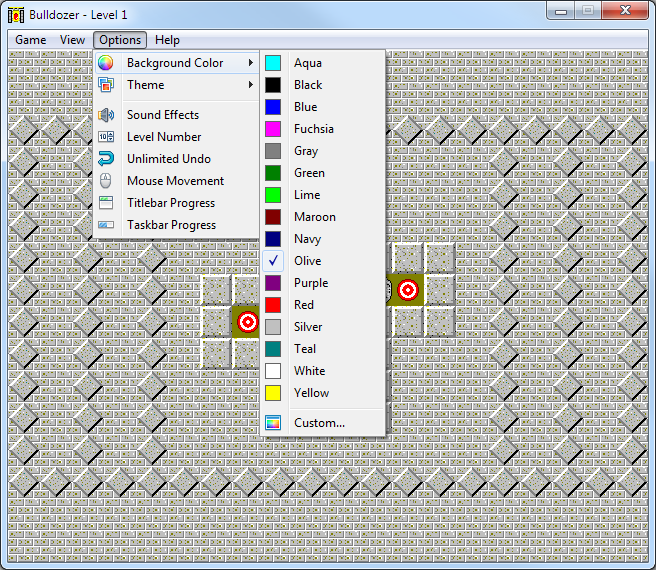 Bulldozer - Level 1
Game View Options Help
Background Color
Theme
Sound Effects
Level Number
Unlimited Undo
Mouse Movement
Titlebar Progress
Taskbar Progress
Aqua
Black
Blue
Fuchsia
Gray
Green
Lime
Maroon
Navy
Olive
Purple
Red
Silver
Teal
White
Yellow
Custom...